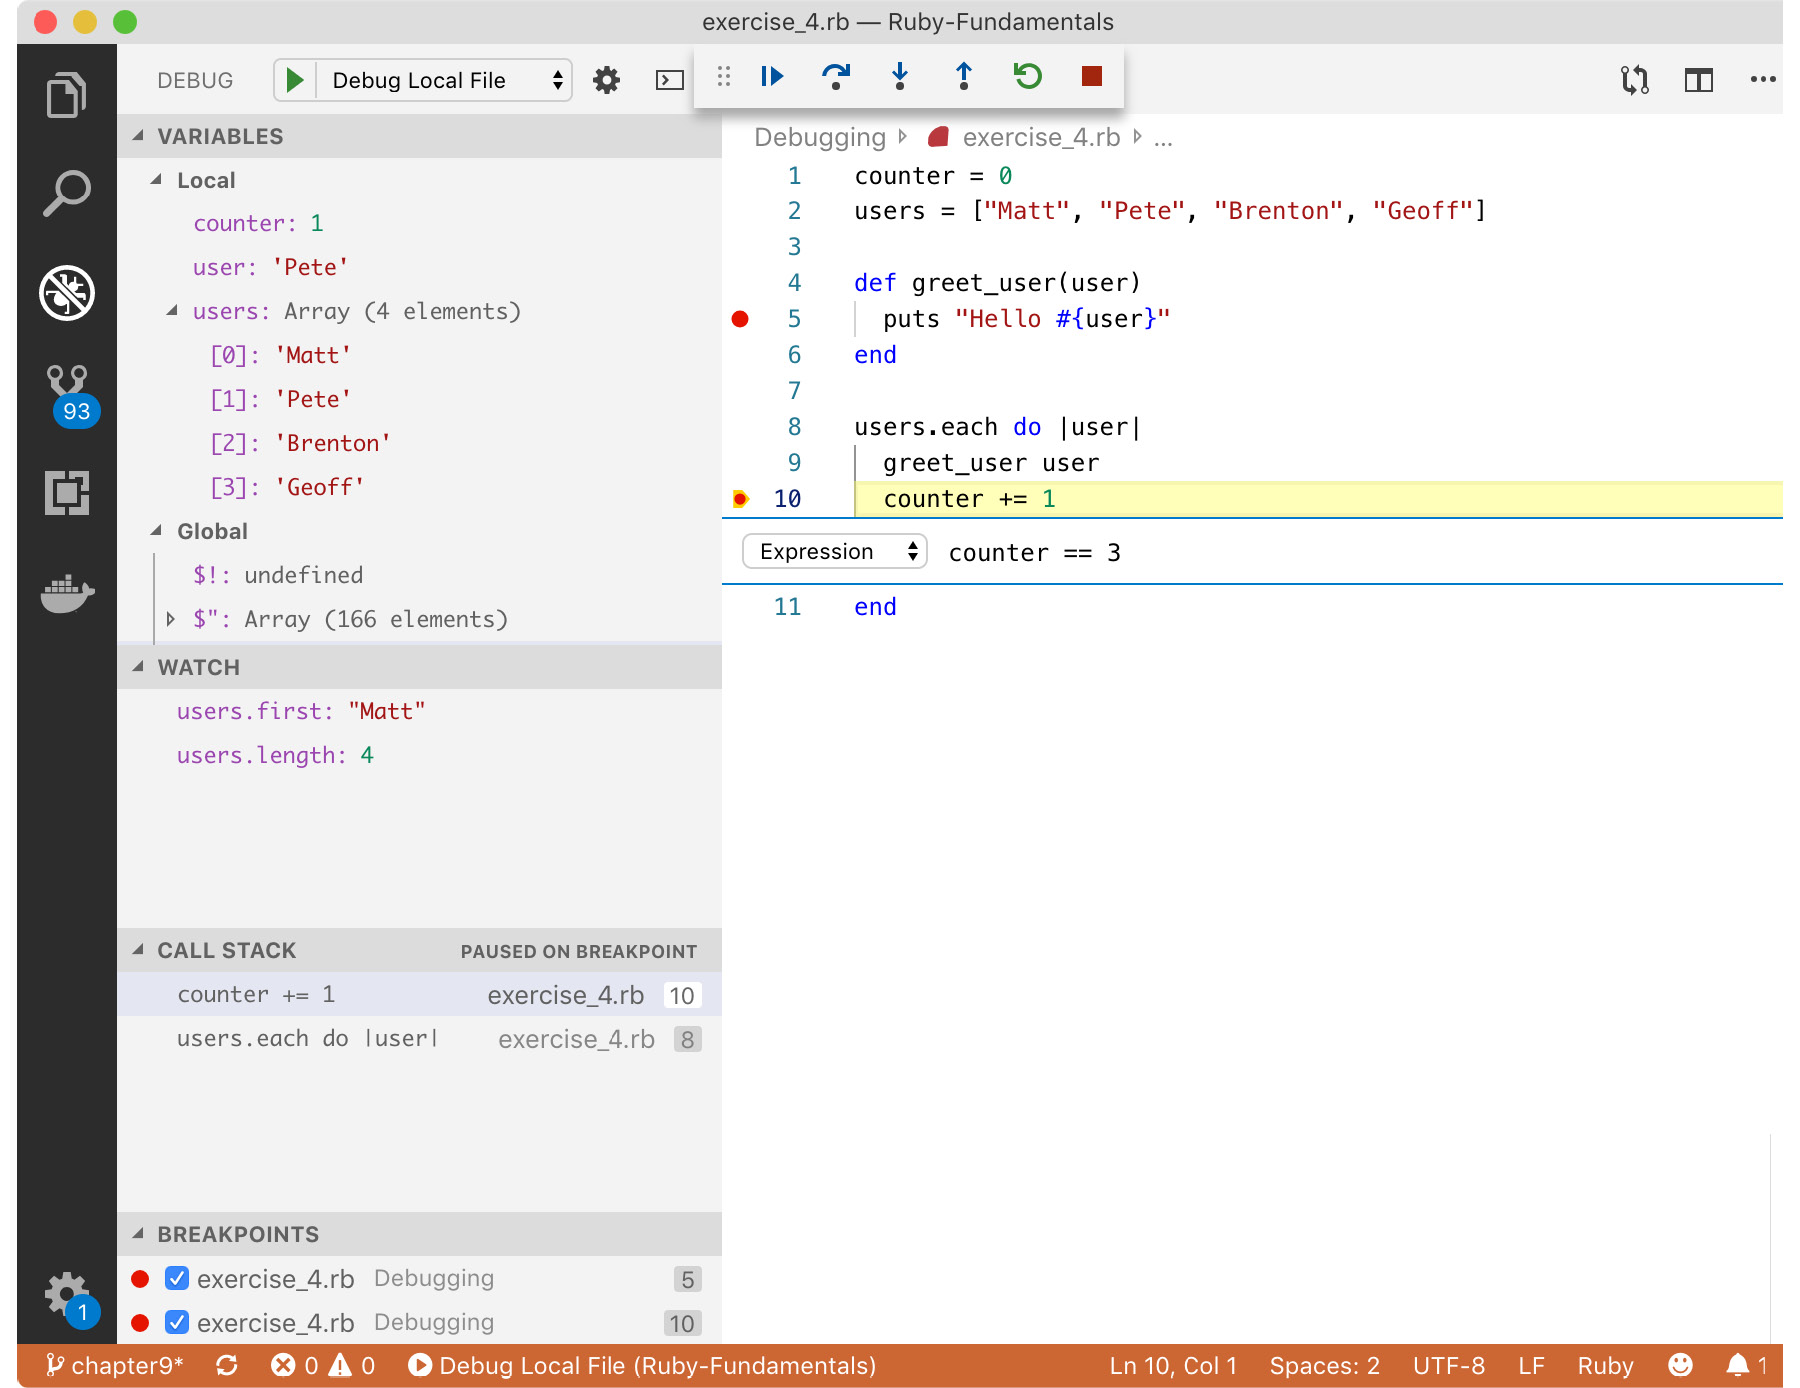 exercise_4.rb — Ruby-Fundamentals
DEBUG Debug Local File
VARIABLES
Local
counter: 1
user: 'Pete'
users: Array (4 elements)
[0]: 'Matt'
[1]: 'Pete'
[2]: 'Brenton'
[3]: 'Geoff'
Global
$!: undefined
$": Array (166 elements)
WATCH
users.first: "Matt"
users.length: 4
CALL STACK PAUSED ON BREAKPOINT
counter += 1 exercise_4.rb 10
users.each do |user| exercise_4.rb 8
BREAKPOINTS
exercise_4.rb Debugging 5
exercise_4.rb Debugging 10
93
1
Debugging exercise_4.rb ...
1 counter = 0
2 users = ["Matt", "Pete", "Brenton", "Geoff"]
3
4 def greet_user(user)
5 puts "Hello #{user}"
6 end
7
8 users.each do |user|
9 greet_user user
10 counter += 1
Expression counter == 3
11 end
chapter9* 0 0 Debug Local File (Ruby-Fundamentals) Ln 10, Col 1 Spaces: 2 UTF-8 LF Ruby 1